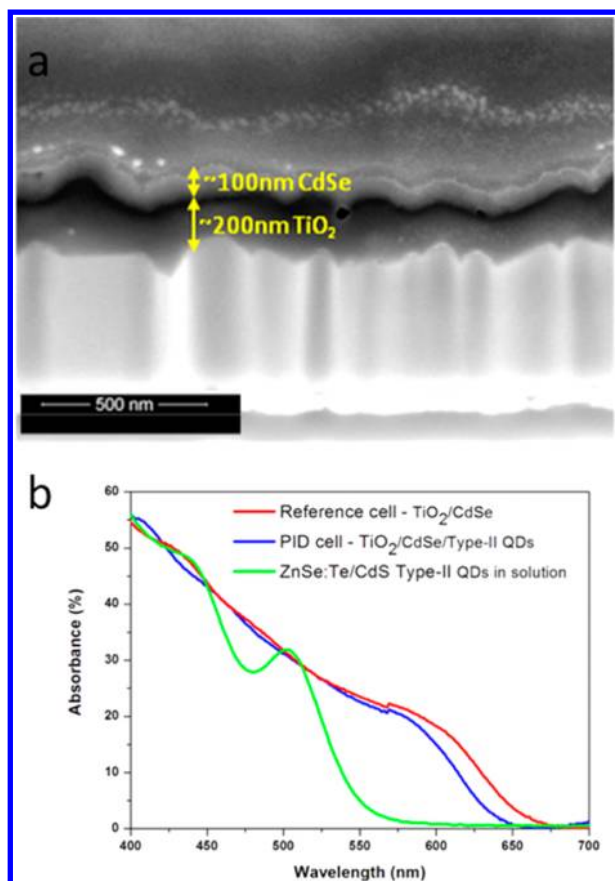 a
~100nm CdSe
~200nm TiO₂
500 nm
b
60
50
40
30
20
10
0
Absorbance (%)
Reference cell - TiO₂/CdSe
PID cell - TiO₂/CdSe/Type-II QDs
ZnSe:Te/CdS Type-II QDs in solution
400 450 500 550 600 650 700
Wavelength (nm)